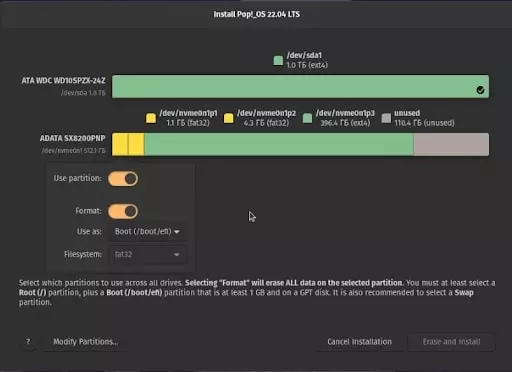 Install Pop!_OS 22.04 LTS
/dev/sda1
1.0 ТБ (ext4)
ATA WDC WD10SPZX-24Z
/dev/sda 1.0 ТБ
/dev/nvme0n1p1 /dev/nvme0n1p2 /dev/nvme0n1p3 unused
1.1 ГБ (fat32) 4.3 ГБ (fat32) 396.4 ГБ (ext4) 110.4 ГБ (unused)
ADATA SX8200PNP
/dev/nvme0n1 512.1 ГБ
Use partition:
Format:
Use as: Boot (/boot/efi)
Filesystem: fat32
Select which partitions to use across all drives. Selecting "Format" will erase ALL data on the selected partition. You must at least select a
Root (/) partition, plus a Boot (/boot/efi) partition that is at least 1 GB and on a GPT disk. It is also recommended to select a Swap
partition.
? Modify Partitions... Cancel Installation Erase and Install